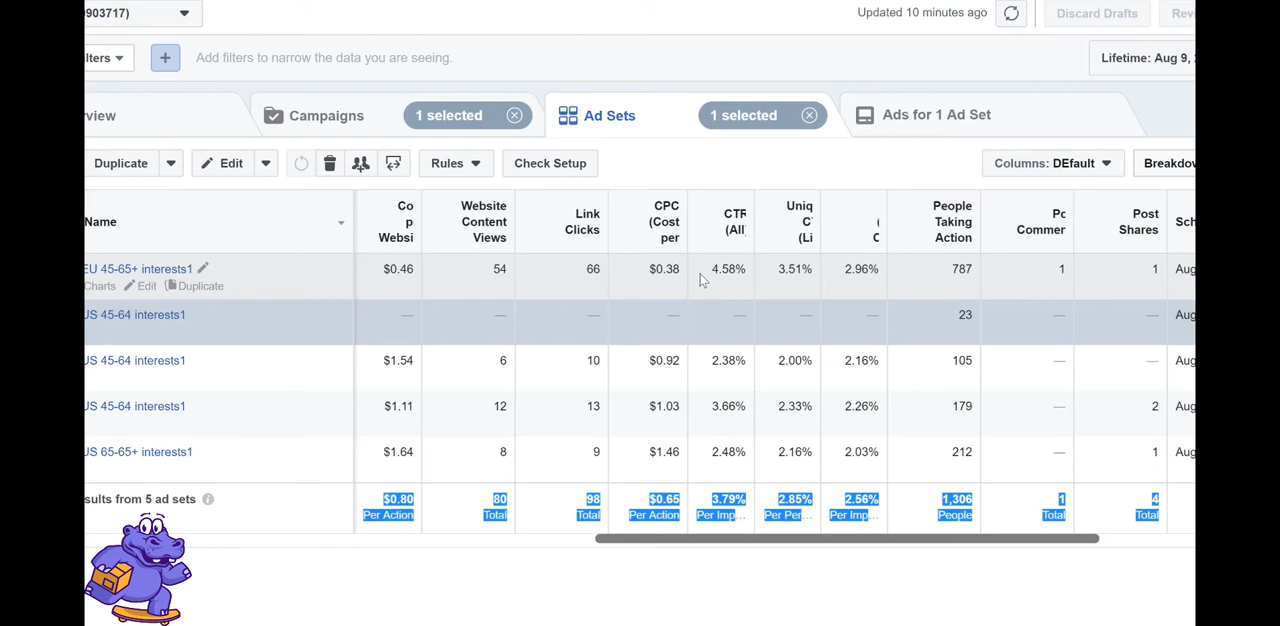 903717)
Updated 10 minutes ago
Discard Drafts
Rev
lters
+
Add filters to narrow the data you are seeing.
Lifetime: Aug 9,
rview
Campaigns
1 selected
Ad Sets
1 selected
Ads for 1 Ad Set
Duplicate
Edit
Rules
Check Setup
Columns: DEfault
Breakdow
Name
Co
p
Websi
Website
Content
Views
Link
Clicks
CPC
(Cost
per
CTR
(All)
Uniq
C
(Li
(
C
People
Taking
Action
Pc
Commer
Post
Shares
Sch
EU 45-65+ interests1 $0.46 54 66 $0.38 4.58% 3.51% 2.96% 787 1 1 Aug
Charts Edit Duplicate
US 45-64 interests1 — — — — — — — 23 — — Aug
US 45-64 interests1 $1.54 6 10 $0.92 2.38% 2.00% 2.16% 105 — — Aug
US 45-64 interests1 $1.11 12 13 $1.03 3.66% 2.33% 2.26% 179 — 2 Aug
US 65-65+ interests1 $1.64 8 9 $1.46 2.48% 2.16% 2.03% 212 — 1 Aug
sults from 5 ad sets $0.80 80 98 $0.65 3.79% 2.85% 2.56% 1,306 1 4
Per Action Total Total Per Action Per Imp… Per Per… Per Imp… People Total Total